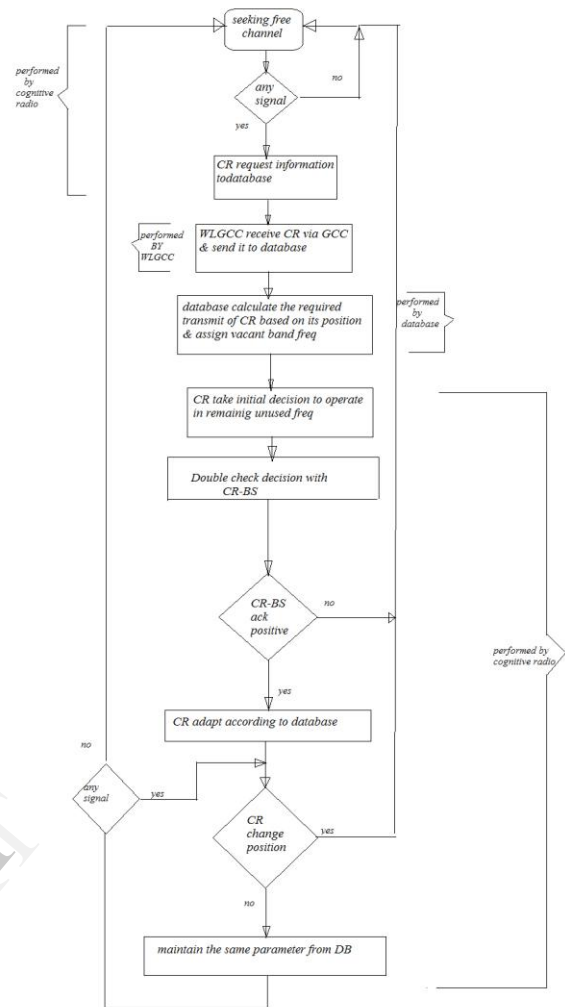 seeking free
channel
performed
by
cognitive
radio
any
signal
no
yes
CR request information
todatabase
performed
BY
WLGCC
WLGCC receive CR via GCC
& send it to database
database calculate the required
transmit of CR based on its position
& assign vacant band freq
performed
by
database
CR take initial decision to operate
in remainig unused freq
Double check decision with
CR-BS
CR-BS
ack
positive
no
performed by
cognitive radio
yes
CR adapt according to database
no
any
signal
yes
CR
change
position
yes
no
maintain the same parameter from DB